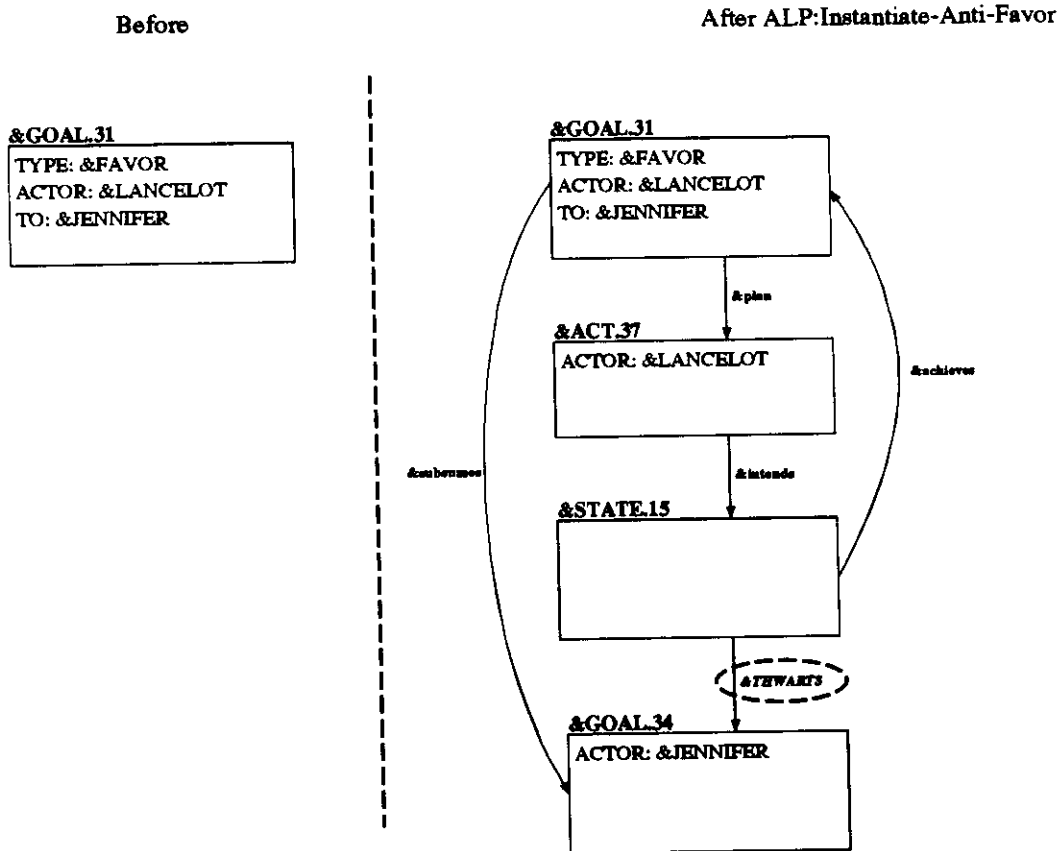 Before
After ALP:Instantiate-Anti-Favor
&GOAL.31
TYPE: &FAVOR
ACTOR: &LANCELOT
TO: &JENNIFER
&GOAL.31
TYPE: &FAVOR
ACTOR: &LANCELOT
TO: &JENNIFER
&plan
&ACT.37
ACTOR: &LANCELOT
&achieves
&subsumes
&intends
&STATE.15
&THWARTS
&GOAL.34
ACTOR: &JENNIFER